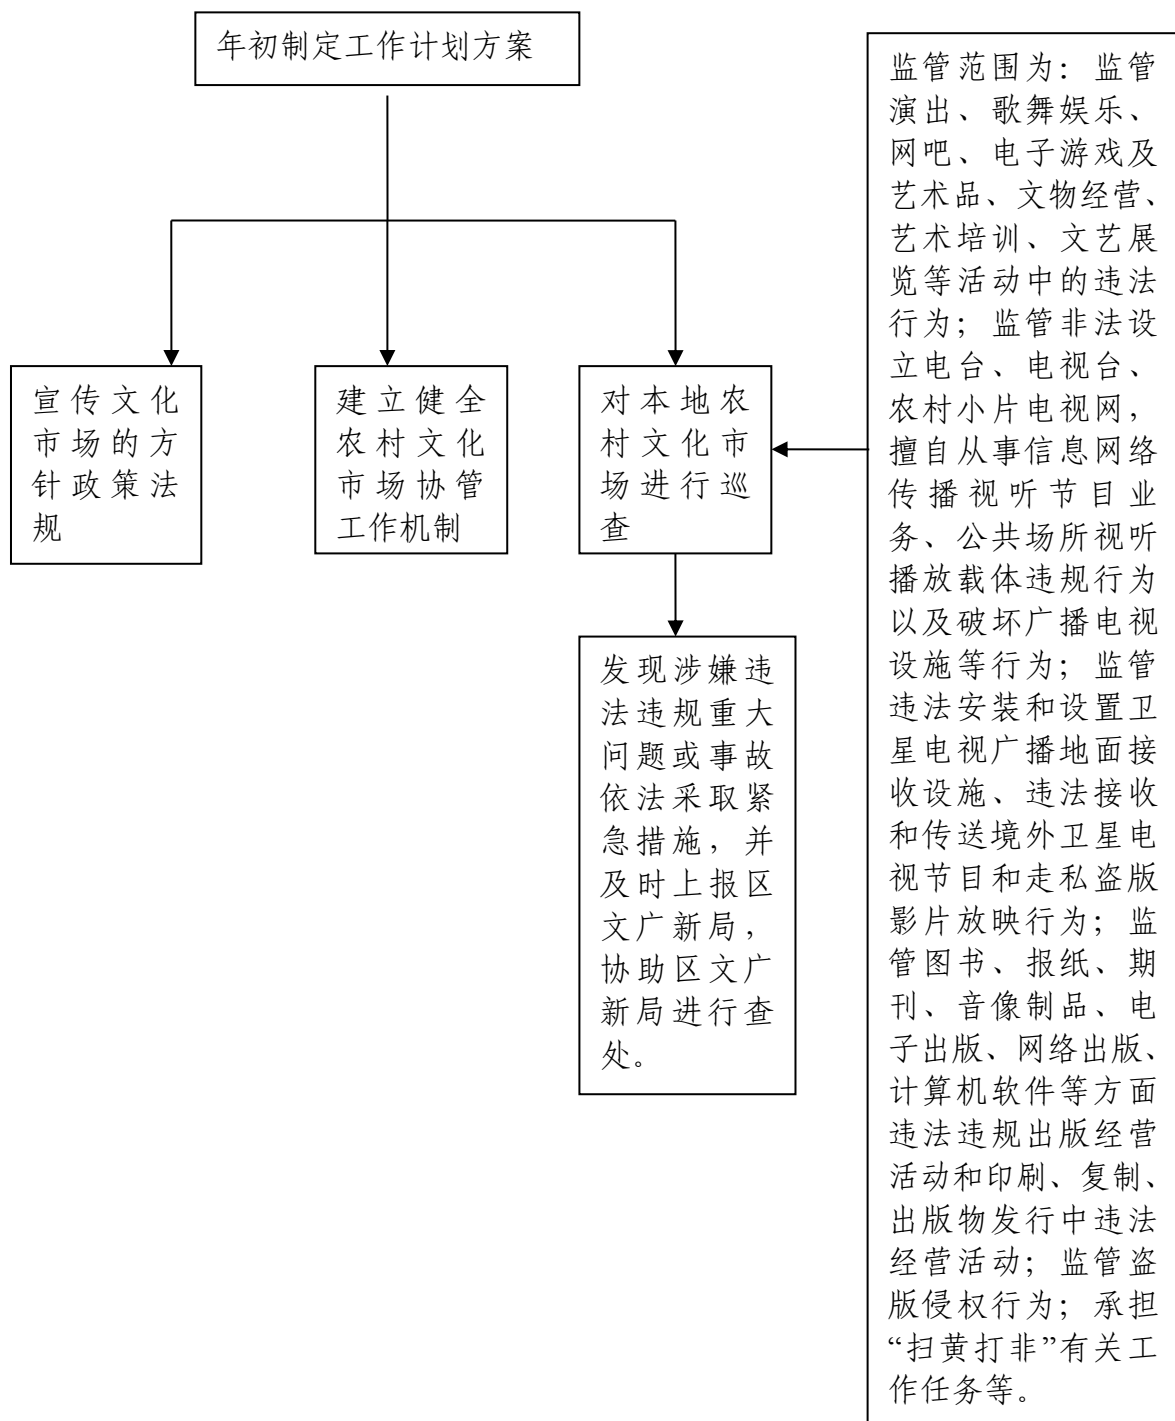 年初制定工作计划方案
宣传文化
市场的方
针政策法
规
建立健全
农村文化
市场协管
工作机制
对本地农
村文化市
场进行巡
查
发现涉嫌违
法违规重大
问题或事故
依法采取紧
急措施，并
及时上报区
文广新局，
协助区文广
新局进行查
处。
监管范围为：监管
演出、歌舞娱乐、
网吧、电子游戏及
艺术品、文物经营、
艺术培训、文艺展
览等活动中的违法
行为；监管非法设
立电台、电视台、
农村小片电视网，
擅自从事信息网络
传播视听节目业
务、公共场所视听
播放载体违规行为
以及破坏广播电视
设施等行为；监管
违法安装和设置卫
星电视广播地面接
收设施、违法接收
和传送境外卫星电
视节目和走私盗版
影片放映行为；监
管图书、报纸、期
刊、音像制品、电
子出版、网络出版、
计算机软件等方面
违法违规出版经营
活动和印刷、复制、
出版物发行中违法
经营活动；监管盗
版侵权行为；承担
“扫黄打非”有关工
作任务等。